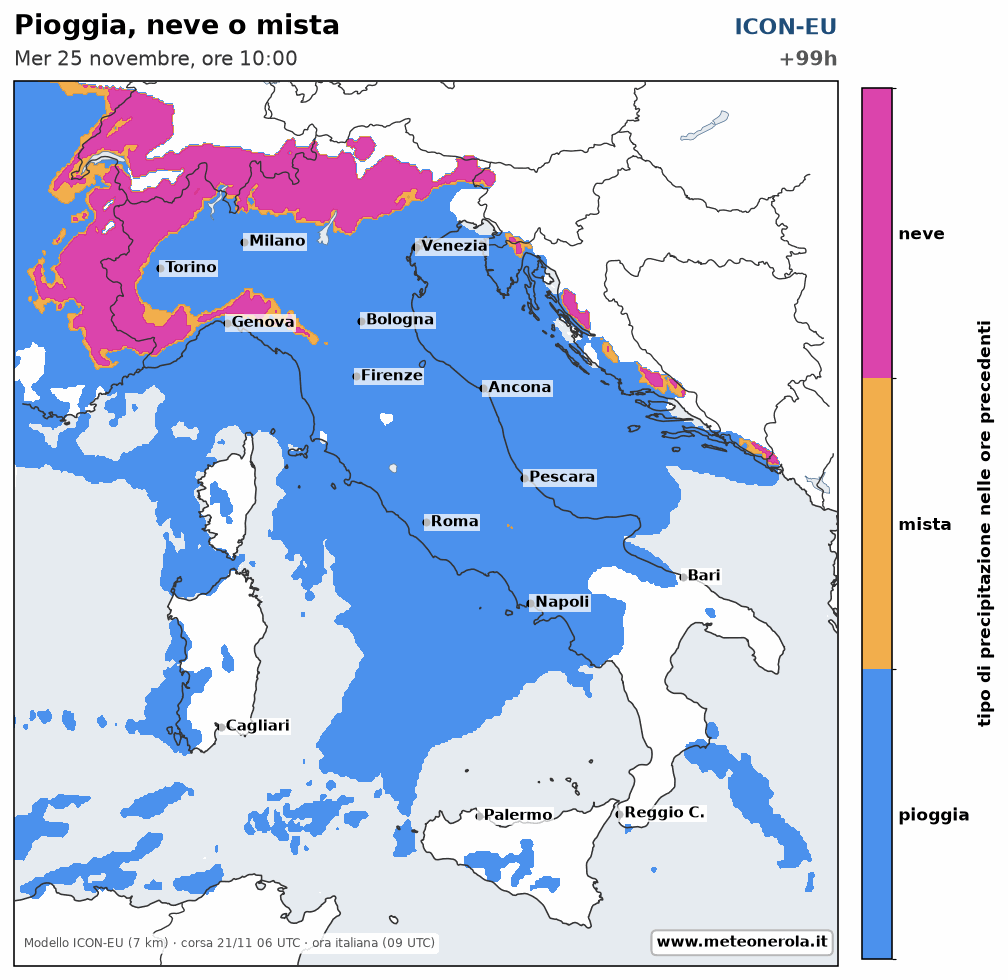 Pioggia, neve o mista
ICON-EU
Mer 25 novembre, ore 10:00
+99h
neve
mista
pioggia
tipo di precipitazione nelle ore precedenti
Milano
Venezia
Torino
Genova
Bologna
Firenze
Ancona
Pescara
Roma
Bari
Napoli
Cagliari
Palermo
Reggio C.
Modello ICON-EU (7 km) · corsa 21/11 06 UTC · ora italiana (09 UTC)
www.meteonerola.it